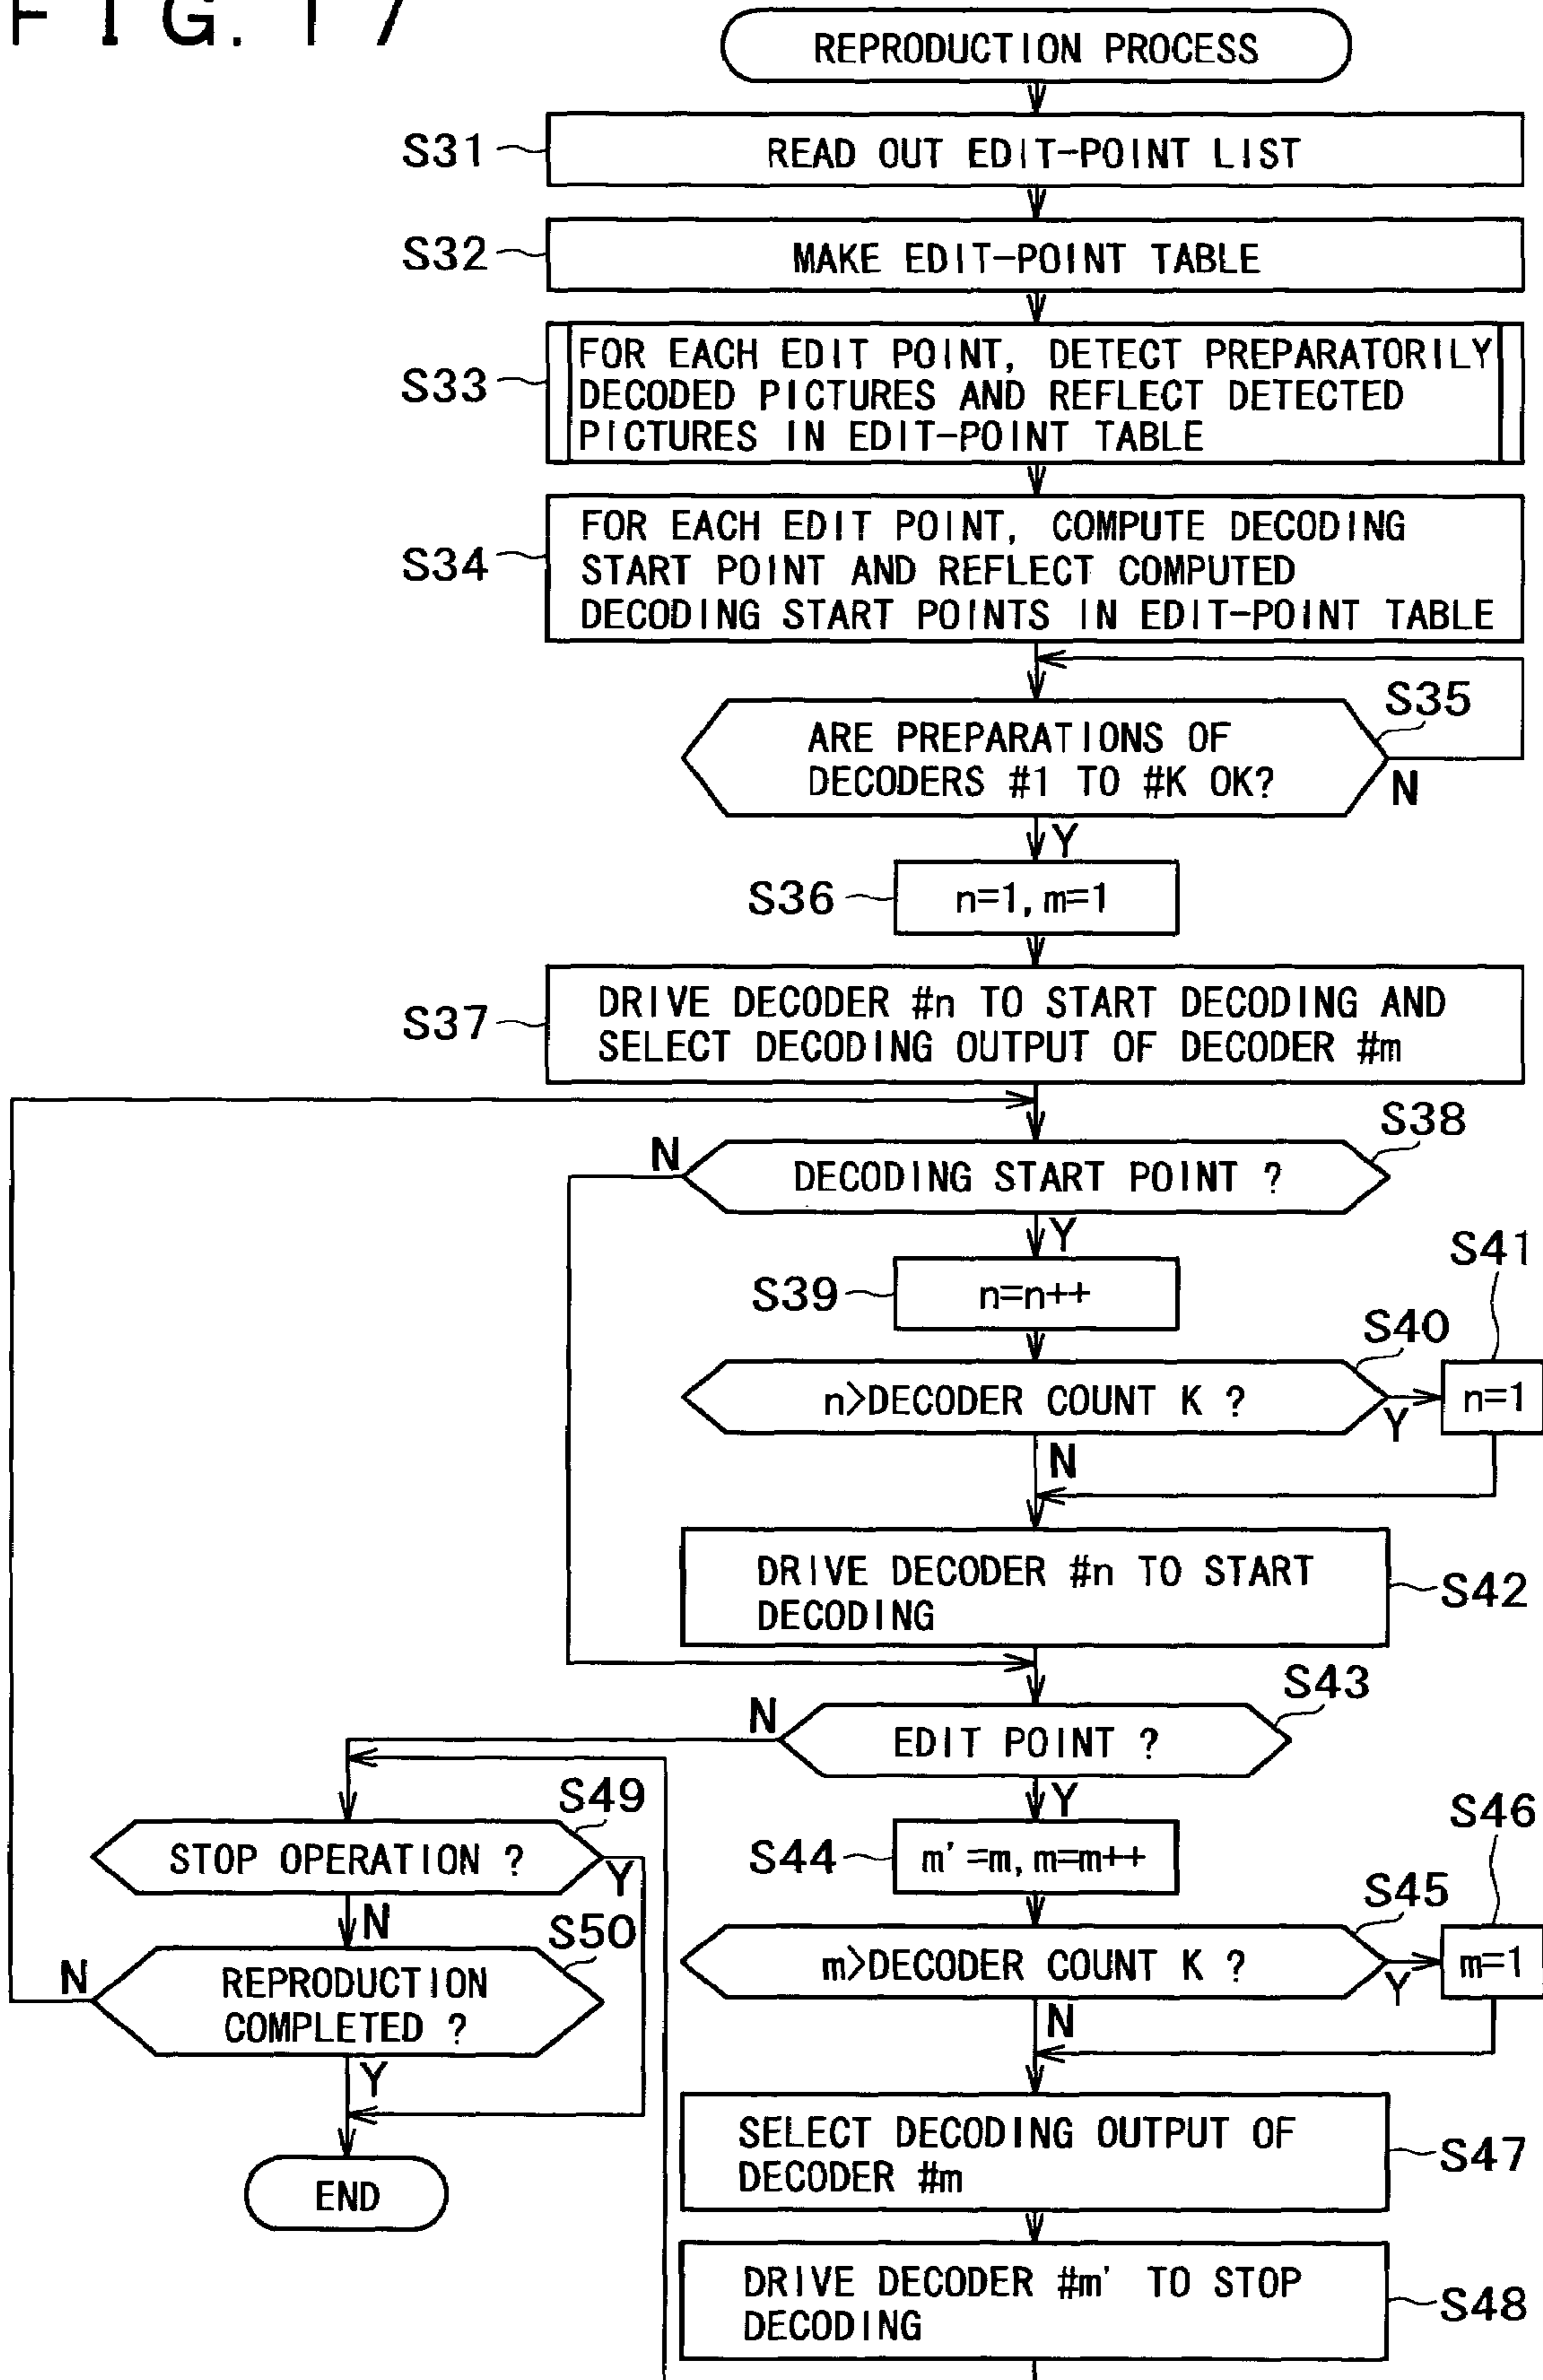 FIG. 17
REPRODUCTION PROCESS
S31
READ OUT EDIT-POINT LIST
S32
MAKE EDIT-POINT TABLE
S33
FOR EACH EDIT POINT, DETECT PREPARATORILY
DECODED PICTURES AND REFLECT DETECTED
PICTURES IN EDIT-POINT TABLE
S34
FOR EACH EDIT POINT, COMPUTE DECODING
START POINT AND REFLECT COMPUTED
DECODING START POINTS IN EDIT-POINT TABLE
S35
ARE PREPARATIONS OF
DECODERS #1 TO #K OK?
N
Y
S36
n=1, m=1
S37
DRIVE DECODER #n TO START DECODING AND
SELECT DECODING OUTPUT OF DECODER #m
S38
N
DECODING START POINT ?
Y
S39
n=n++
S40
n>DECODER COUNT K ?
Y
S41
n=1
N
DRIVE DECODER #n TO START
DECODING
S42
S43
N
EDIT POINT ?
Y
S44
m'=m, m=m++
S45
m>DECODER COUNT K ?
Y
S46
m=1
N
SELECT DECODING OUTPUT OF
DECODER #m
S47
DRIVE DECODER #m' TO STOP
DECODING
S48
S49
STOP OPERATION ?
Y
N
S50
N
REPRODUCTION
COMPLETED ?
Y
END